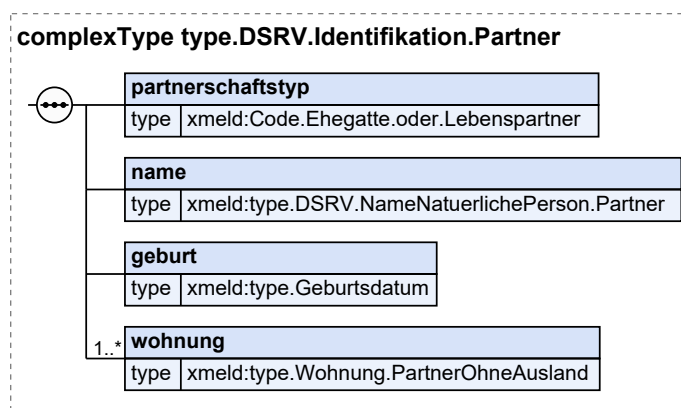 complexType type.DSRV.Identifikation.Partner
partnerschaftstyp
type xmeld:Code.Ehegatte.oder.Lebenspartner
name
type xmeld:type.DSRV.NameNatuerlichePerson.Partner
geburt
type xmeld:type.Geburtsdatum
1..* wohnung
type xmeld:type.Wohnung.PartnerOhneAusland